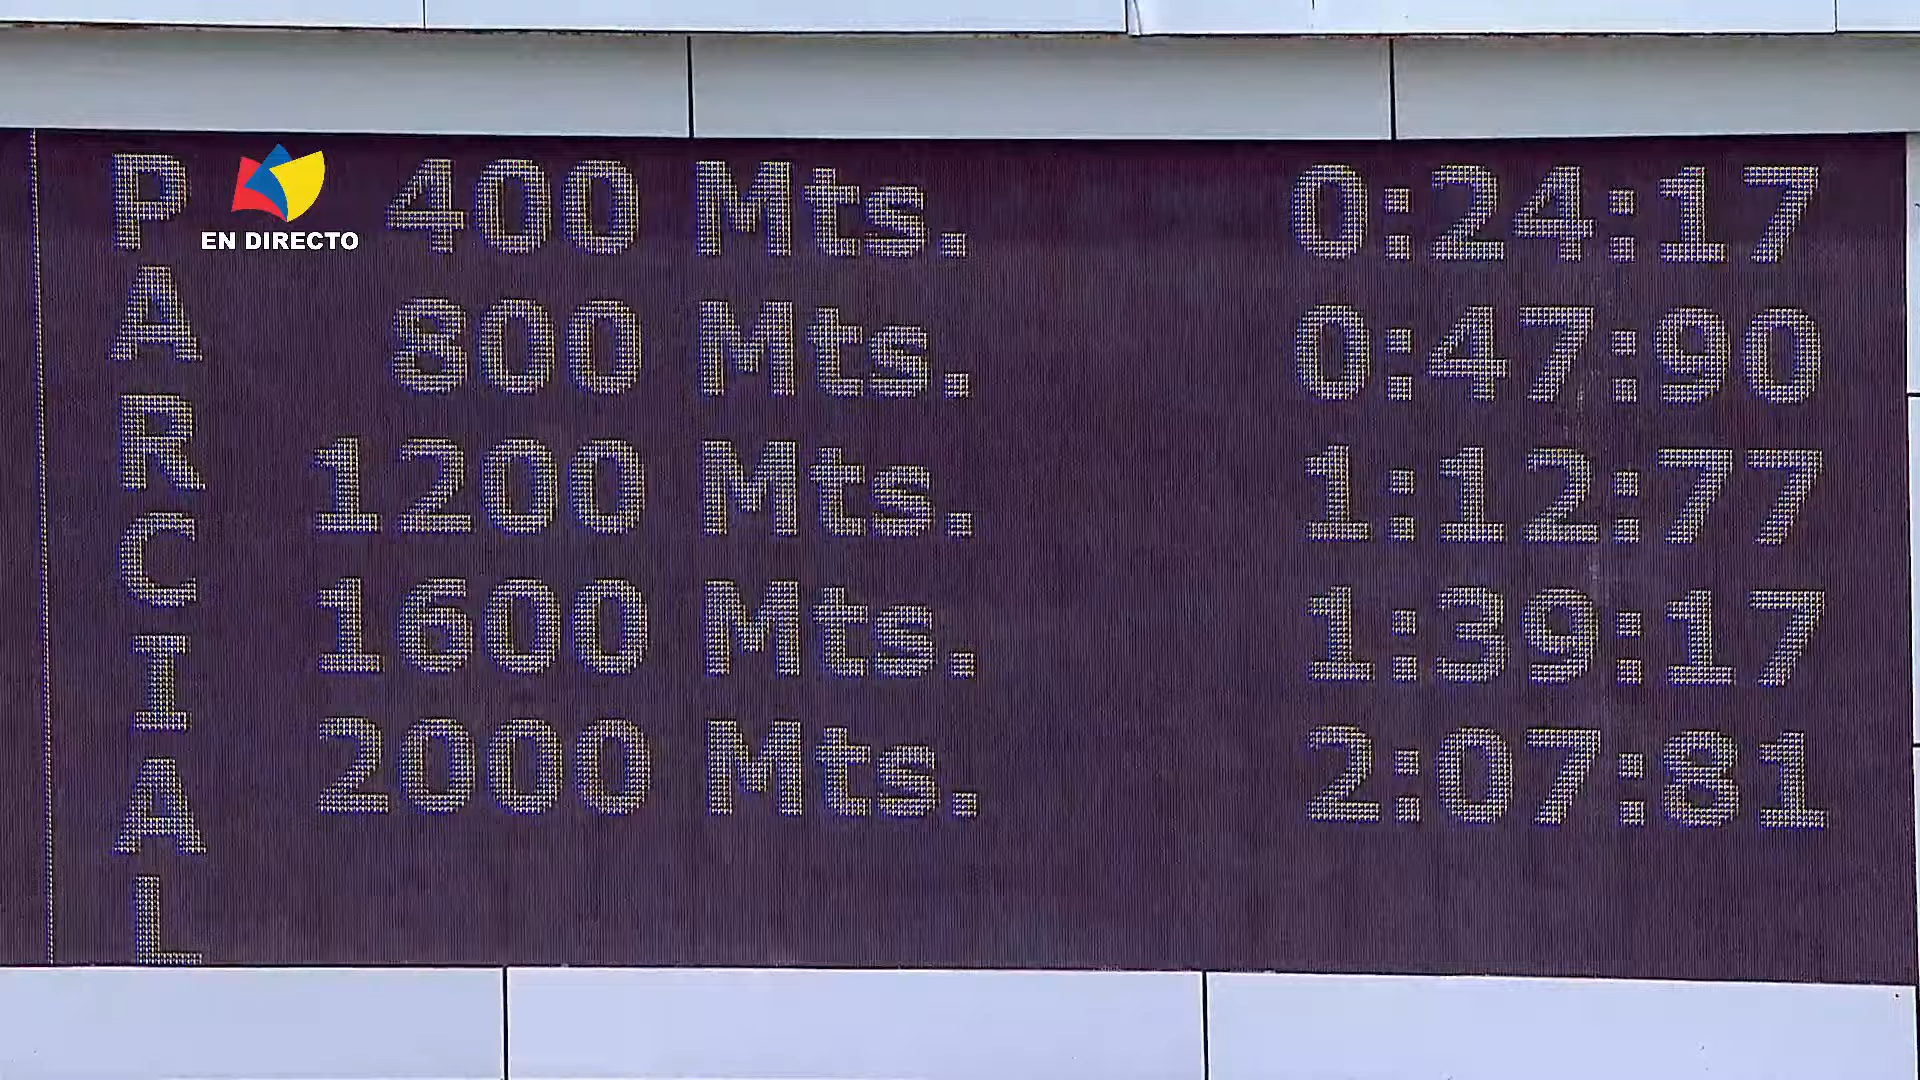 PARCIAL
EN DIRECTO
400 Mts. 0:24:17
800 Mts. 0:47:90
1200 Mts. 1:12:77
1600 Mts. 1:39:17
2000 Mts. 2:07:81